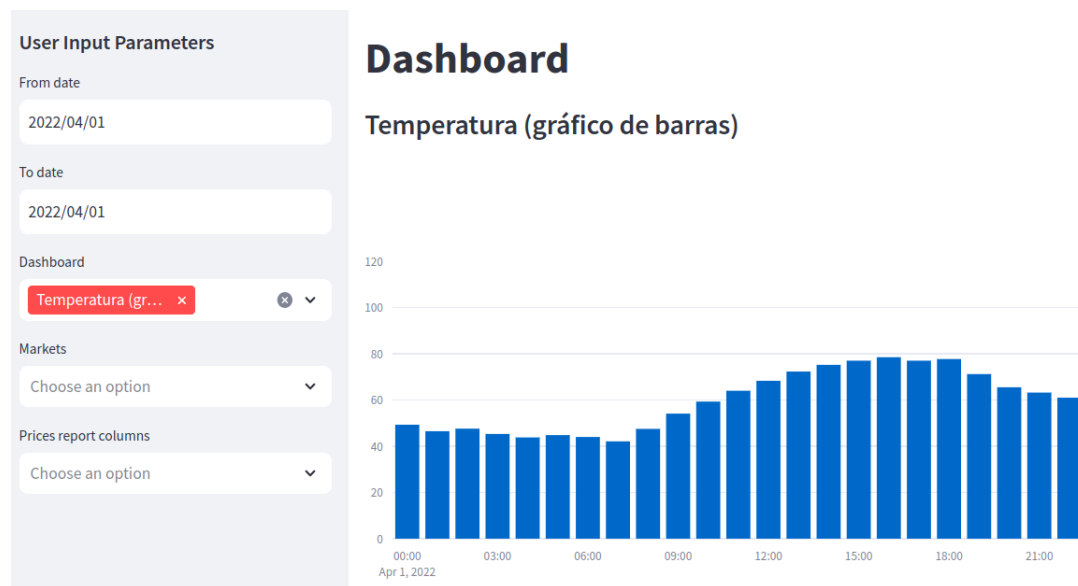 User Input Parameters
From date
2022/04/01
To date
2022/04/01
Dashboard
Temperatura (gr...
Markets
Choose an option
Prices report columns
Choose an option
Dashboard
Temperatura (gráfico de barras)
120
100
80
60
40
20
0
00:00 03:00 06:00 09:00 12:00 15:00 18:00 21:00
Apr 1, 2022